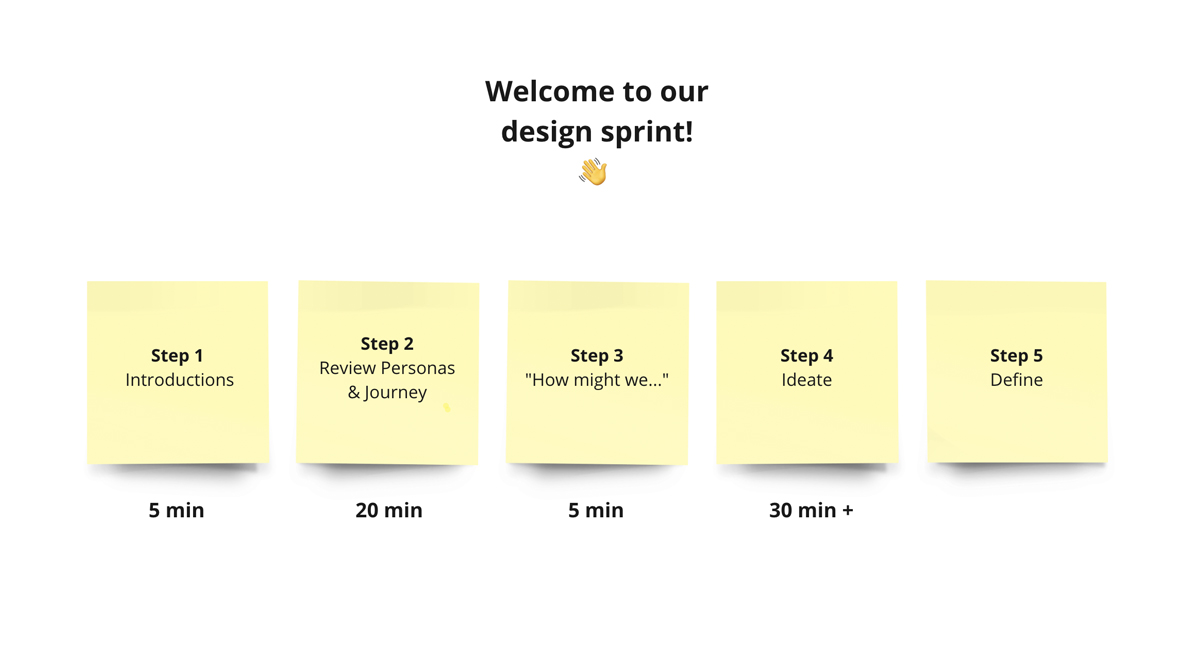 Welcome to our
design sprint!
👋
Step 1
Introductions
Step 2
Review Personas
& Journey
Step 3
"How might we..."
Step 4
Ideate
Step 5
Define
5 min
20 min
5 min
30 min +